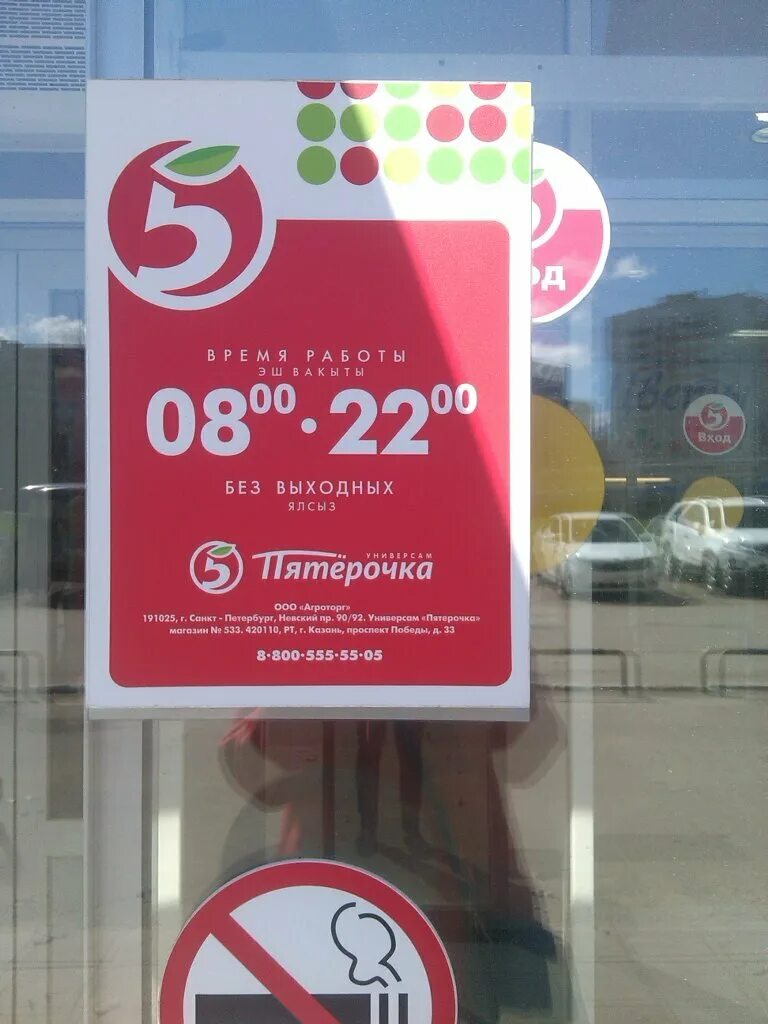 5
ВРЕМЯ РАБОТЫ
ЭШ ВАКЫТЫ
08⁰⁰ · 22⁰⁰
БЕЗ ВЫХОДНЫХ
ЯЛСЫЗ
5 УНИВЕРСАМ
Пятёрочка
ООО «Агроторг»
191025, г. Санкт - Петербург, Невский пр. 90/92. Универсам «Пятерочка»
магазин № 533. 420110, РТ, г. Казань, проспект Победы, д. 33
8·800·555·55·05
5
Вход